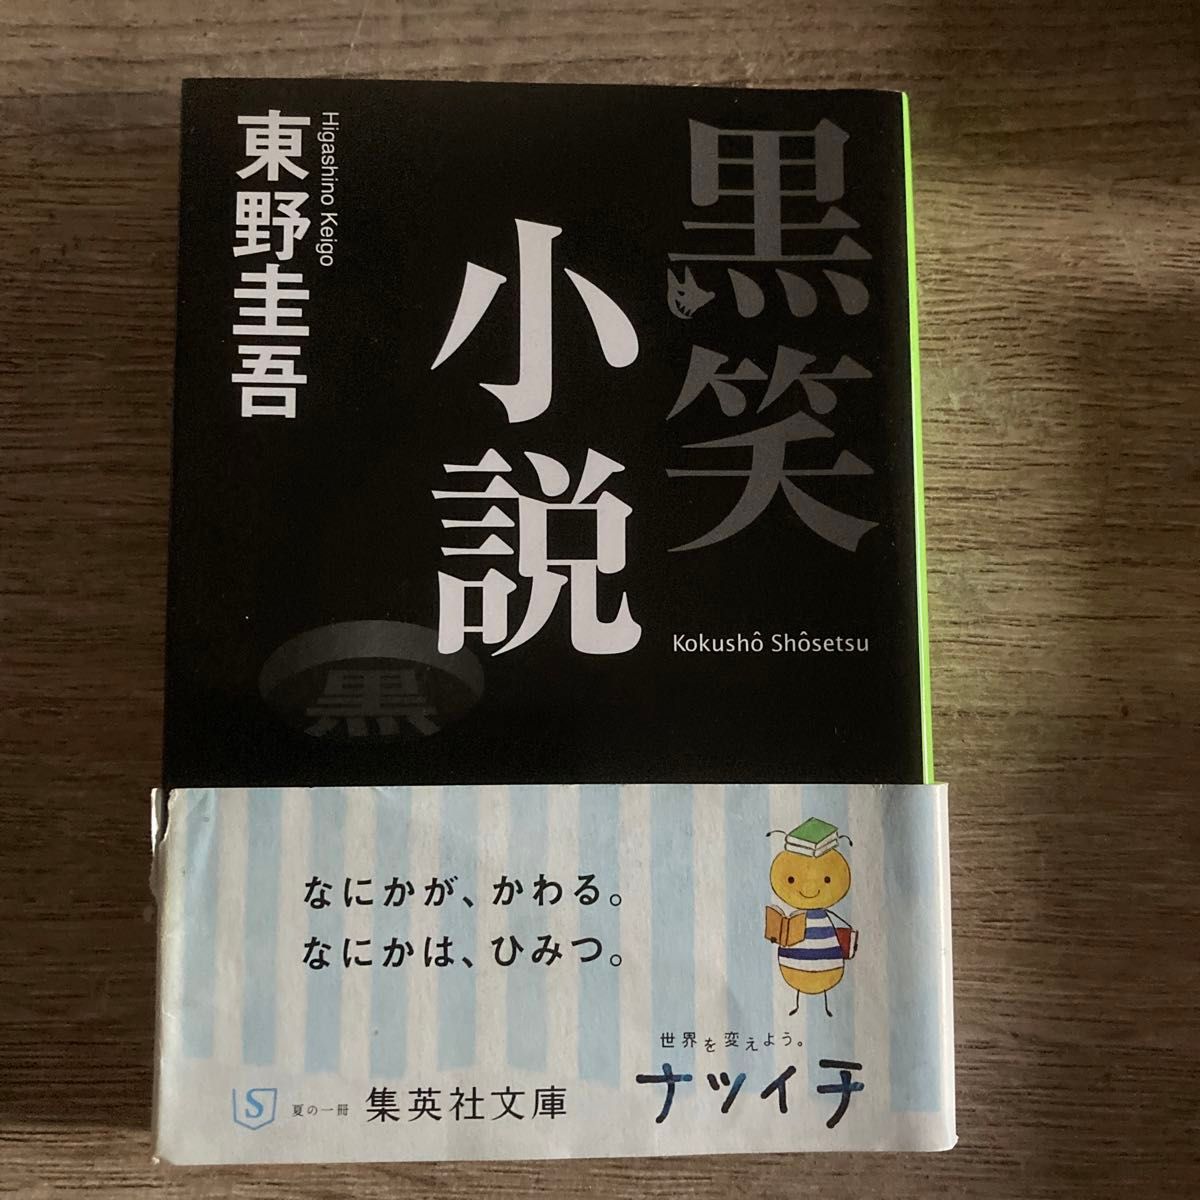 黒笑
小説
Kokushô Shôsetsu
Higashino Keigo
東野圭吾
黒
なにかが、かわる。
なにかは、ひみつ。
世界を変えよう。
ナツイチ
S
夏の一冊
集英社文庫